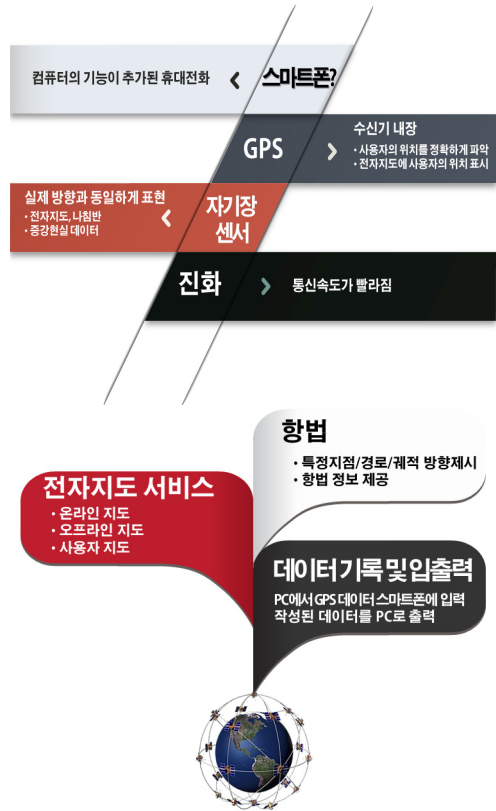 스마트폰?
컴퓨터의 기능이 추가된 휴대전화
GPS
수신기 내장
· 사용자의 위치를 정확하게 파악
· 전자지도에 사용자의 위치 표시
자기장
센서
실제 방향과 동일하게 표현
· 전자지도, 나침반
· 증강현실 데이터
진화
통신속도가 빨라짐
항법
· 특정지점/경로/궤적 방향제시
· 항법 정보 제공
전자지도 서비스
· 온라인 지도
· 오프라인 지도
· 사용자 지도
데이터 기록 및 입출력
PC에서 GPS 데이터 스마트폰에 입력
작성된 데이터를 PC로 출력